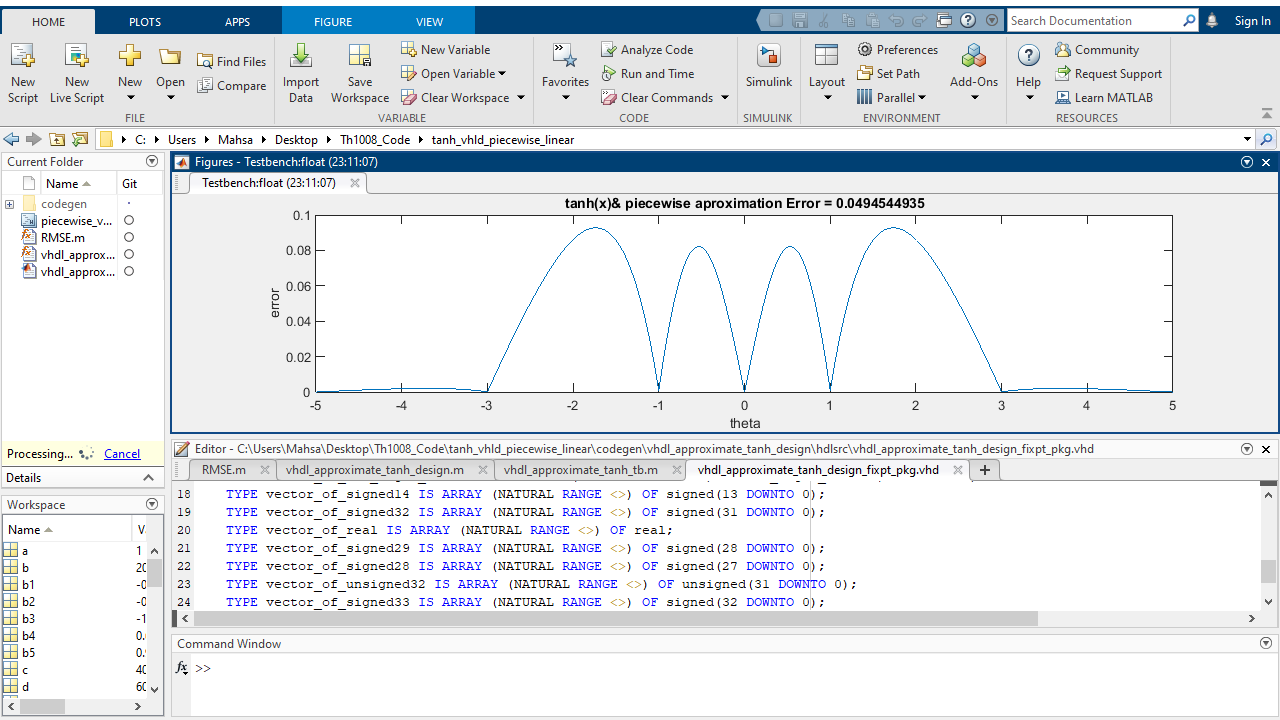 HOME PLOTS APPS FIGURE VIEW Search Documentation Sign In
New Script
New Live Script
New
Open
Find Files
Compare
Import Data
Save Workspace
New Variable
Open Variable
Clear Workspace
Favorites
Analyze Code
Run and Time
Clear Commands
Simulink
Layout
Preferences
Set Path
Parallel
Add-Ons
Help
Community
Request Support
Learn MATLAB
FILE VARIABLE CODE SIMULINK ENVIRONMENT RESOURCES
C: Users Mahsa Desktop Th1008_Code tanh_vhld_piecewise_linear
Current Folder
Name Git
codegen
piecewise_v...
RMSE.m
vhdl_approx...
vhdl_approx...
Processing... Cancel
Details
Workspace
Name
a 1
b 20
b1 -0
b2 -0
b3 -1
b4
b5
c 40
d 60
Figures - Testbench:float (23:11:07)
Testbench:float (23:11:07)
tanh(x)& piecewise aproximation Error = 0.0494544935
0.1
0.08
0.06
0.04
0.02
0
error
-5 -4 -3 -2 -1 0 1 2 3 4 5
theta
Editor - C:\Users\Mahsa\Desktop\Th1008_Code\tanh_vhld_piecewise_linear\codegen\vhdl_approximate_tanh_design\hdlsrc\vhdl_approximate_tanh_design_fixpt_pkg.vhd
RMSE.m vhdl_approximate_tanh_design.m vhdl_approximate_tanh_tb.m vhdl_approximate_tanh_design_fixpt_pkg.vhd
18 TYPE vector_of_signed14 IS ARRAY (NATURAL RANGE <>) OF signed(13 DOWNTO 0);
19 TYPE vector_of_signed32 IS ARRAY (NATURAL RANGE <>) OF signed(31 DOWNTO 0);
20 TYPE vector_of_real IS ARRAY (NATURAL RANGE <>) OF real;
21 TYPE vector_of_signed29 IS ARRAY (NATURAL RANGE <>) OF signed(28 DOWNTO 0);
22 TYPE vector_of_signed28 IS ARRAY (NATURAL RANGE <>) OF signed(27 DOWNTO 0);
23 TYPE vector_of_unsigned32 IS ARRAY (NATURAL RANGE <>) OF unsigned(31 DOWNTO 0);
24 TYPE vector_of_signed33 IS ARRAY (NATURAL RANGE <>) OF signed(32 DOWNTO 0);
Command Window
fx >>